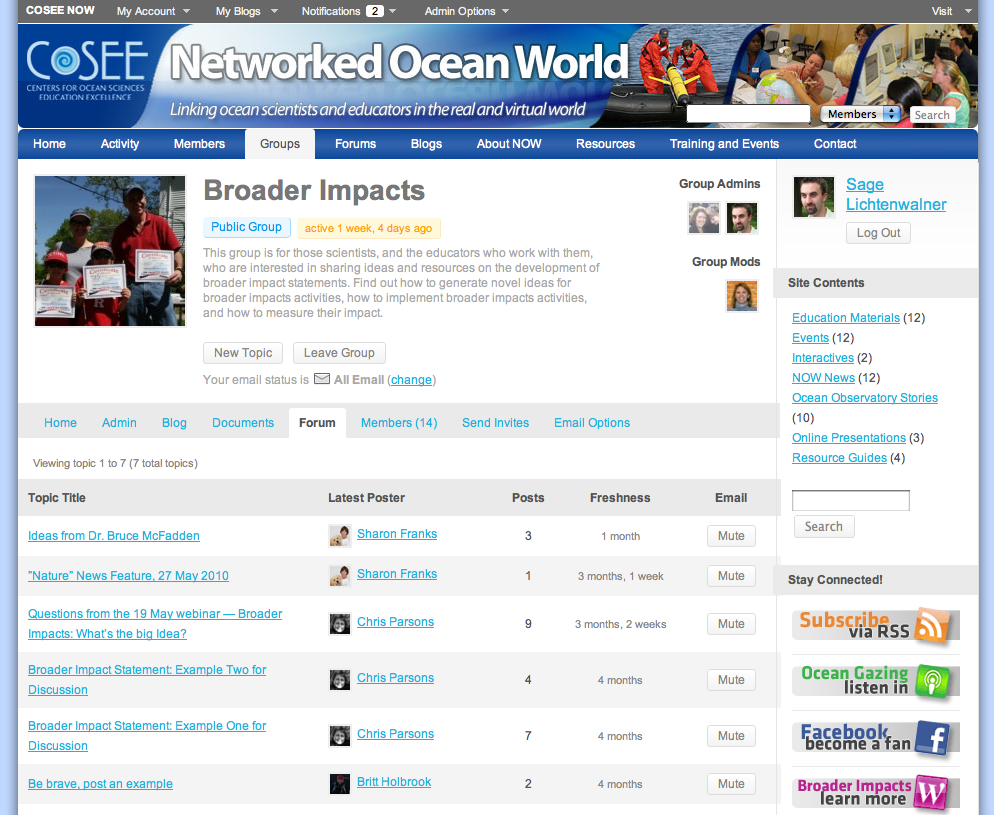 COSEE NOW My Account My Blogs Notifications 2 Admin Options Visit
COSEE
CENTERS FOR OCEAN SCIENCES
EDUCATION EXCELLENCE
Networked Ocean World
Linking ocean scientists and educators in the real and virtual world
Members Search
Home Activity Members Groups Forums Blogs About NOW Resources Training and Events Contact
Broader Impacts
Public Group active 1 week, 4 days ago
This group is for those scientists, and the educators who work with them,
who are interested in sharing ideas and resources on the development of
broader impact statements. Find out how to generate novel ideas for
broader impacts activities, how to implement broader impacts activities,
and how to measure their impact.
New Topic Leave Group
Your email status is All Email (change)
Group Admins
Group Mods
Sage
Lichtenwalner
Log Out
Home Admin Blog Documents Forum Members (14) Send Invites Email Options
Viewing topic 1 to 7 (7 total topics)
Topic Title Latest Poster Posts Freshness Email
Ideas from Dr. Bruce McFadden Sharon Franks 3 1 month Mute
"Nature" News Feature, 27 May 2010 Sharon Franks 1 3 months, 1 week Mute
Questions from the 19 May webinar — Broader
Impacts: What's the big Idea? Chris Parsons 9 3 months, 2 weeks Mute
Broader Impact Statement: Example Two for
Discussion Chris Parsons 4 4 months Mute
Broader Impact Statement: Example One for
Discussion Chris Parsons 7 4 months Mute
Be brave, post an example Britt Holbrook 2 4 months Mute
Site Contents
Education Materials (12)
Events (12)
Interactives (2)
NOW News (12)
Ocean Observatory Stories
(10)
Online Presentations (3)
Resource Guides (4)
Search
Stay Connected!
Subscribe
via RSS
Ocean Gazing
listen in
Facebook
become a fan
Broader Impacts
learn more